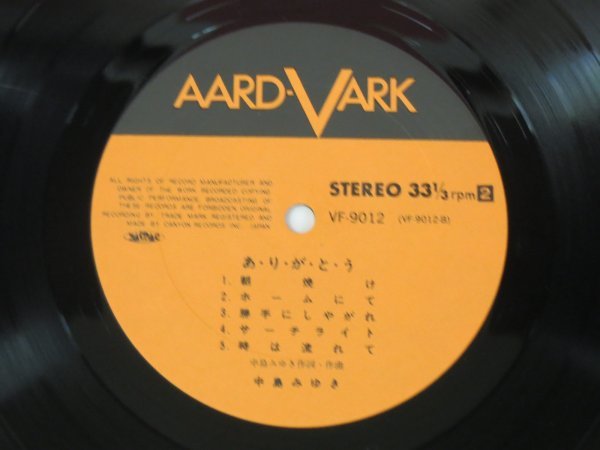 AARD-VARK
ALL RIGHTS OF RECORD MANUFACTURER AND
OWNER OF THE WORK RECORDED COPYING
PUBLIC PERFORMANCE, BROADCASTING OF
THESE RECORDS ARE FORBIDDEN ORIGINAL
RECORDING BY. TRADE MARK REGISTERED AND
MADE BY CANYON RECORDS INC. JAPAN
STEREO 33⅓rpm 2
VF-9012 (VF-9012-B)
あ・り・が・と・う
1. 朝焼け
2. ホームにて
3. 勝手にしやがれ
4. サーチライト
5. 時は流れて
中島みゆき作詞・作曲
中島みゆき